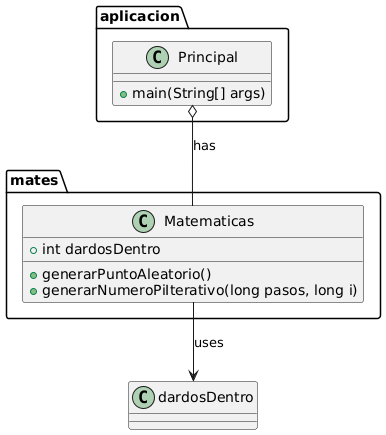 aplicacion
C Principal
main(String[] args)
has
mates
C Matematicas
int dardosDentro
generarPuntoAleatorio()
generarNumeroPiIterativo(long pasos, long i)
uses
C dardosDentro